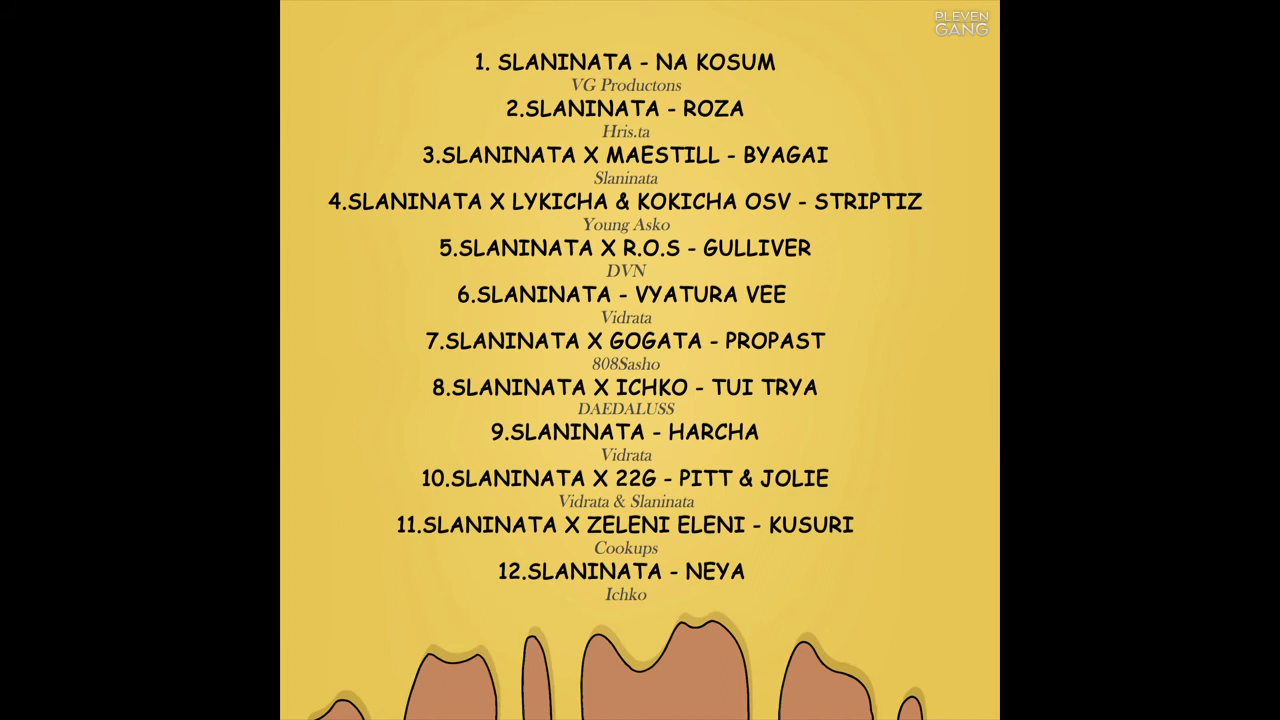 PLEVEN
GANG
1. SLANINATA - NA KOSUM
VG Productons
2.SLANINATA - ROZA
Hris.ta
3.SLANINATA X MAESTILL - BYAGAI
Slaninata
4.SLANINATA X LYKICHA & KOKICHA OSV - STRIPTIZ
Young Asko
5.SLANINATA X R.O.S - GULLIVER
DVN
6.SLANINATA - VYATURA VEE
Vidrata
7.SLANINATA X GOGATA - PROPAST
808Sasho
8.SLANINATA X ICHKO - TUI TRYA
DAEDALUSS
9.SLANINATA - HARCHA
Vidrata
10.SLANINATA X 22G - PITT & JOLIE
Vidrata & Slaninata
11.SLANINATA X ZELENI ELENI - KUSURI
Cookups
12.SLANINATA - NEYA
Ichko